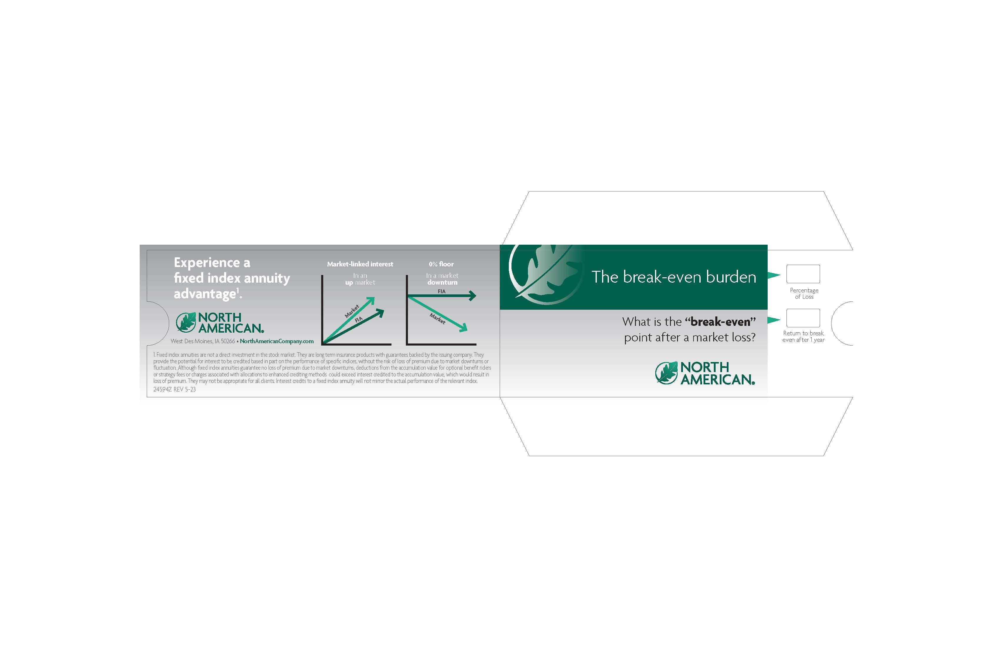 Experience a
fixed index annuity
advantage¹.
NORTH
AMERICAN®
West Des Moines, IA 50266 • NorthAmericanCompany.com
Market-linked interest
In an
up market
Market
FIA
0% floor
In a market
downturn
FIA
Market
1. Fixed index annuities are not a direct investment in the stock market. They are long term insurance products with guarantees backed by the issuing company. They
provide the potential for interest to be credited based in part on the performance of specific indices, without the risk of loss of premium due to market downturns or
fluctuation. Although fixed index annuities guarantee no loss of premium due to market downturns, deductions from the accumulation value for optional benefit riders
or strategy fees or charges associated with allocations to enhanced crediting methods could exceed interest credited to the accumulation value, which would result in
loss of premium. They may not be appropriate for all clients. Interest credits to a fixed index annuity will not mirror the actual performance of the relevant index.
24594Z REV 5-23
The break-even burden
What is the “break-even”
point after a market loss?
NORTH
AMERICAN®
Percentage
of Loss
Return to break
even after 1 year